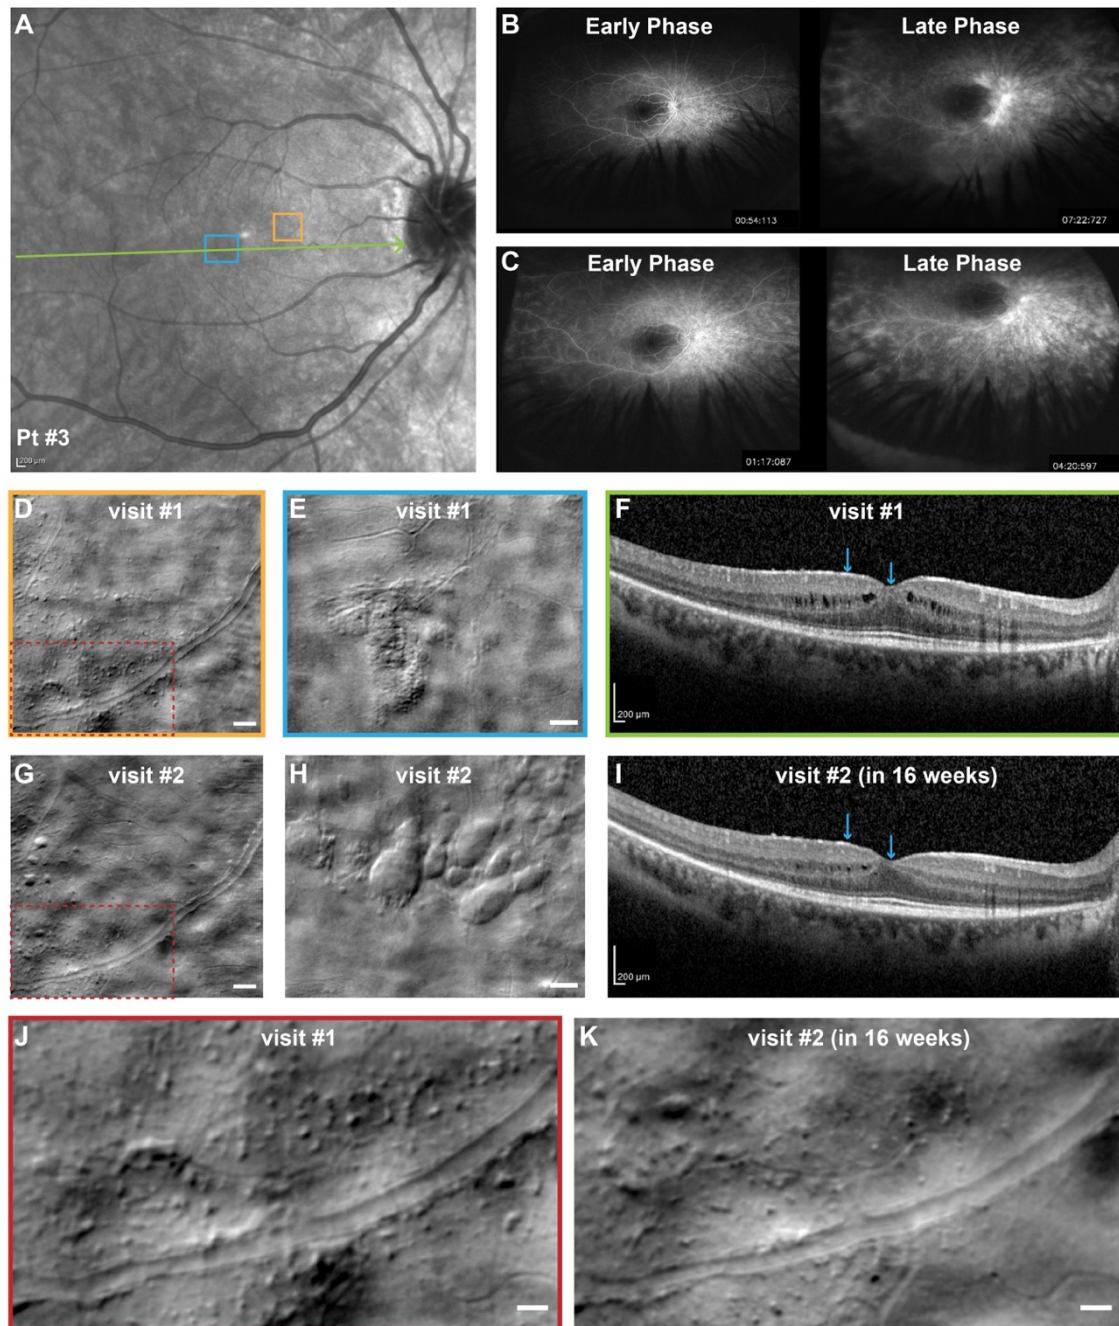 A
Pt #3
200 µm
B
Early Phase
Late Phase
00:54:113
07:22:727
C
Early Phase
Late Phase
01:17:087
04:20:597
D
visit #1
E
visit #1
F
visit #1
200 µm
G
visit #2
H
visit #2
I
visit #2 (in 16 weeks)
200 µm
J
visit #1
K
visit #2 (in 16 weeks)